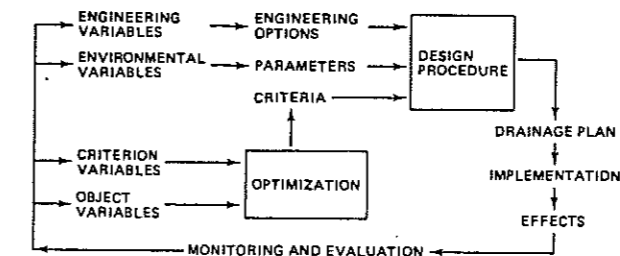 ENGINEERING
VARIABLES
ENGINEERING
OPTIONS
ENVIRONMENTAL
VARIABLES
PARAMETERS
DESIGN
PROCEDURE
CRITERIA
DRAINAGE PLAN
CRITERION
VARIABLES
OPTIMIZATION
IMPLEMENTATION
OBJECT
VARIABLES
EFFECTS
MONITORING AND EVALUATION